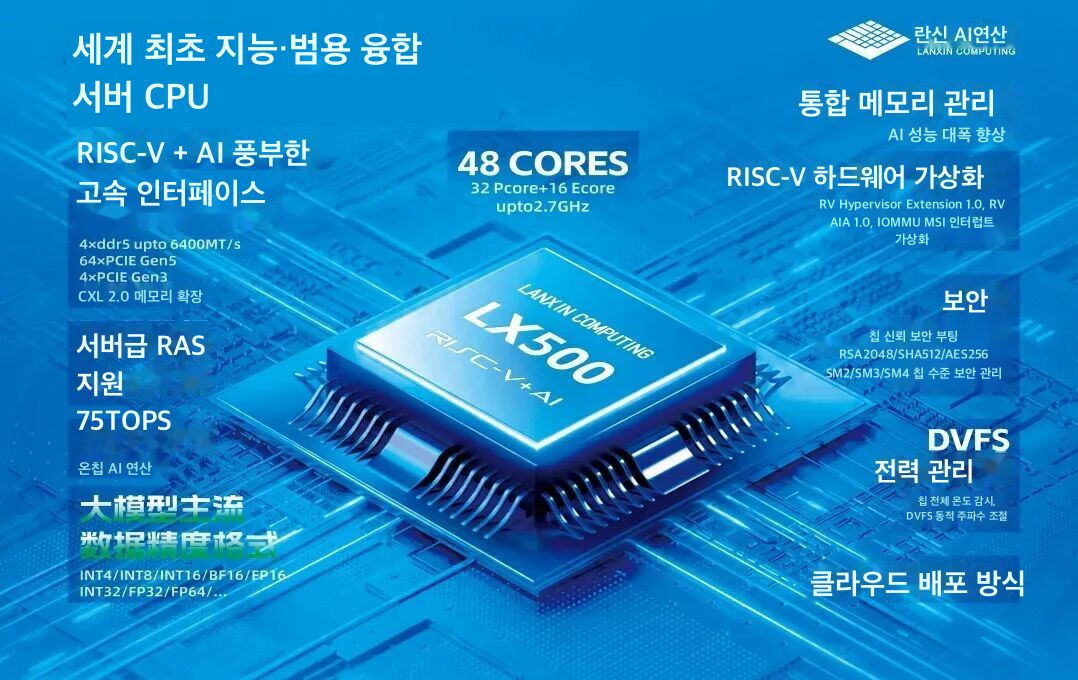 세계 최초 지능·범용 융합
서버 CPU
RISC-V + AI 풍부한
고속 인터페이스
4×ddr5 upto 6400MT/s
64×PCIE Gen5
4×PCIE Gen3
CXL 2.0 메모리 확장
서버급 RAS
지원
75TOPS
온칩 AI 연산
大模型主流
数据精度格式
INT4/INT8/INT16/BF16/FP16
INT32/FP32/FP64/...
48 CORES
32 Pcore+16 Ecore
upto2.7GHz
LANXIN COMPUTING
LX500
RISC-V+AI
란신 AI연산
LANXIN COMPUTING
통합 메모리 관리
AI 성능 대폭 향상
RISC-V 하드웨어 가상화
RV Hypervisor Extension 1.0, RV
AIA 1.0, IOMMU MSI 인터럽트
가상화
보안
칩 신뢰 보안 부팅
RSA2048/SHA512/AES256
SM2/SM3/SM4 칩 수준 보안 관리
DVFS
전력 관리
칩 전체 온도 감시,
DVFS 동적 주파수 조절
클라우드 배포 방식